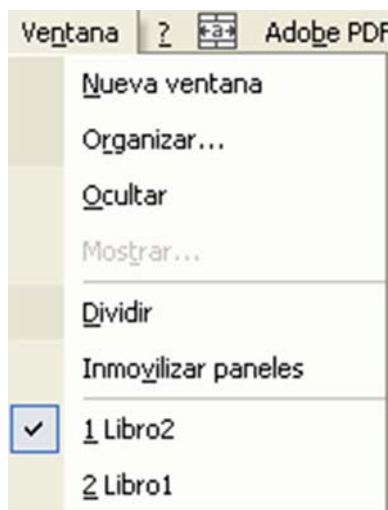 Ventana ? a Adobe PDF
Nueva ventana
Organizar...
Ocultar
Mostrar...
Dividir
Inmovilizar paneles
1 Libro2
2 Libro1